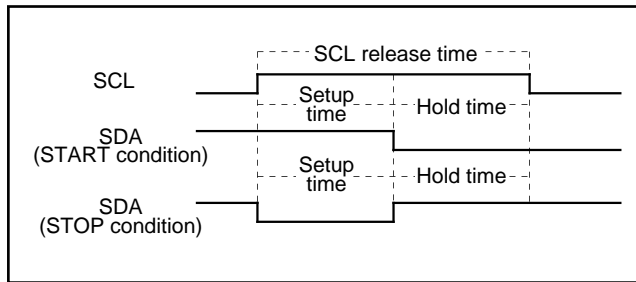 SCL release time
SCL
Setup
time
Hold time
SDA
(START condition)
Setup
time
Hold time
SDA
(STOP condition)